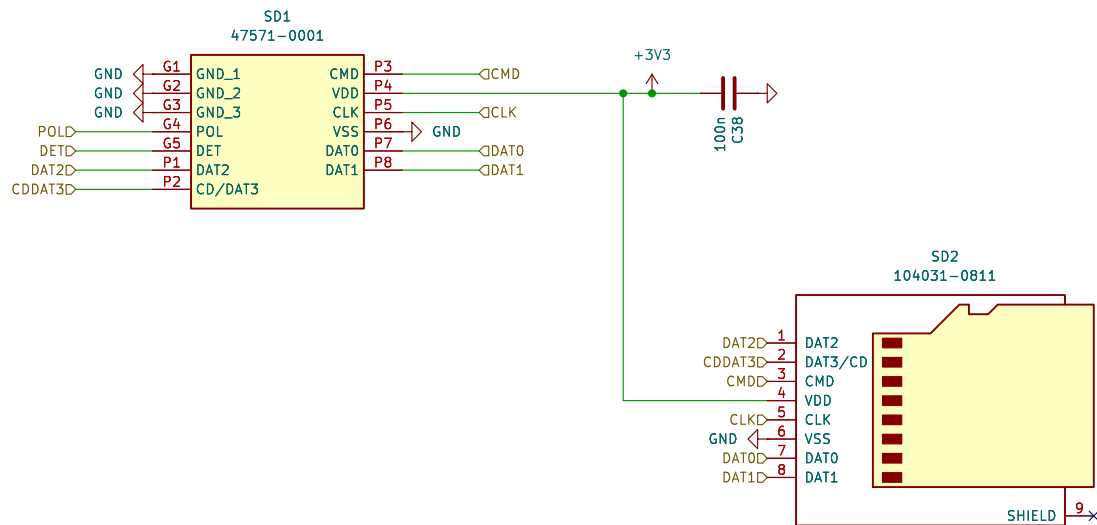 SD1
47571-0001
GND G1 GND_1 CMD P3 CMD
GND G2 GND_2 VDD P4
GND G3 GND_3 CLK P5 CLK
POL G4 POL VSS P6 GND
DET G5 DET DAT0 P7 DAT0
DAT2 P1 DAT2 DAT1 P8 DAT1
CDDAT3 P2 CD/DAT3
+3V3
100n
C38
SD2
104031-0811
DAT2 1 DAT2
CDDAT3 2 DAT3/CD
CMD 3 CMD
4 VDD
CLK 5 CLK
GND 6 VSS
DAT0 7 DAT0
DAT1 8 DAT1
SHIELD 9